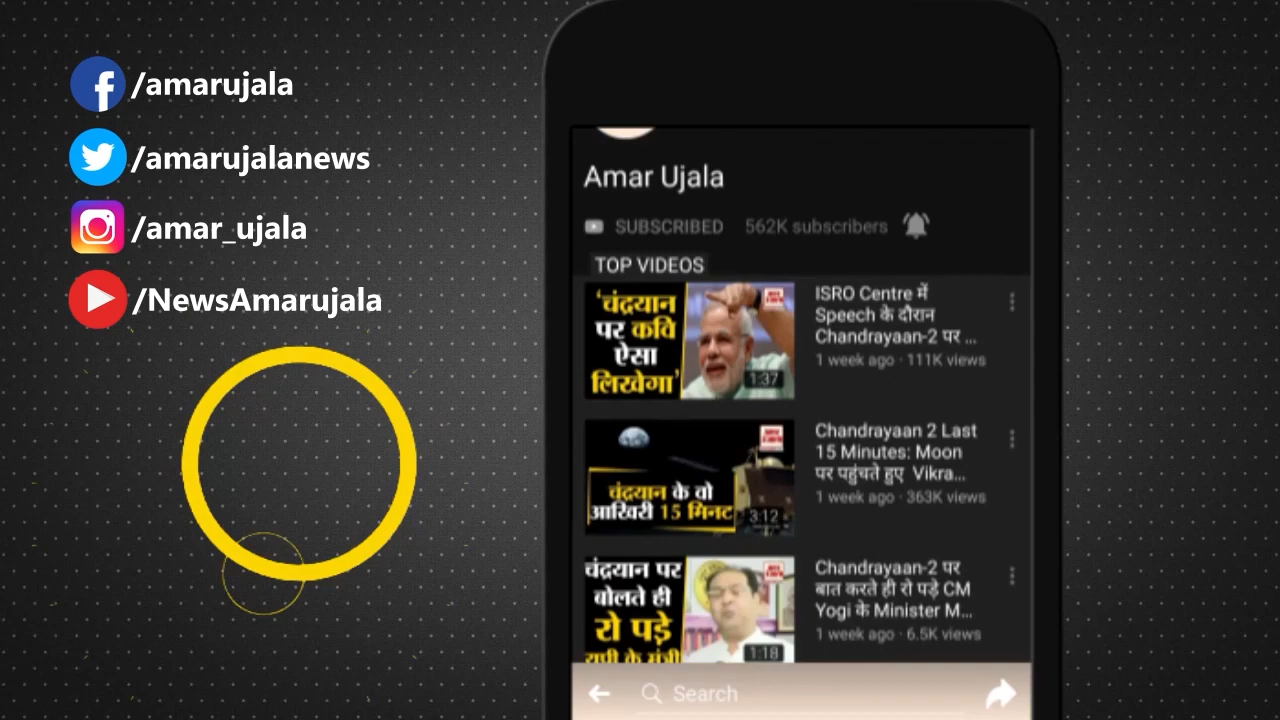 /amarujala
/amarujalanews
/amar_ujala
/NewsAmarujala
Amar Ujala
SUBSCRIBED 562K subscribers
TOP VIDEOS
‘चंद्रयान
पर कवि
ऐसा
लिखेगा’
1:37
ISRO Centre में
Speech के दौरान
Chandrayaan-2 पर ...
1 week ago · 111K views
चंद्रयान के वो
आखिरी 15 मिनट
3:12
Chandrayaan 2 Last
15 Minutes: Moon
पर पहुंचते हुए Vikra...
1 week ago · 363K views
चंद्रयान पर
बोलते ही
रो पड़े
यूपी के मंत्री
1:18
Chandrayaan-2 पर
बात करते ही रो पड़े CM
Yogi के Minister M...
1 week ago · 6.5K views
Search